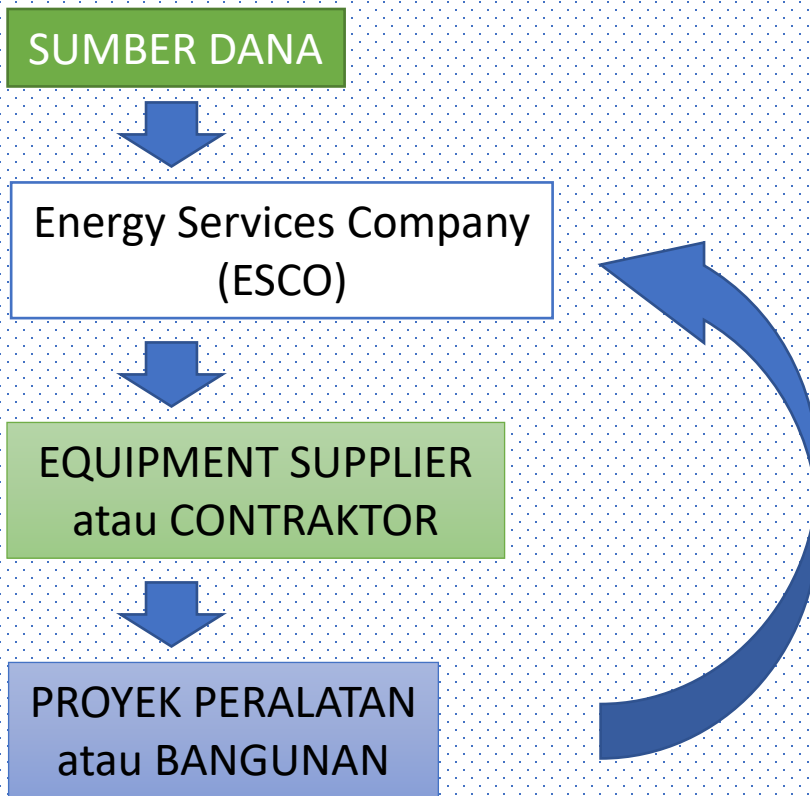 SUMBER DANA
Energy Services Company
(ESCO)
EQUIPMENT SUPPLIER
atau CONTRAKTOR
PROYEK PERALATAN
atau BANGUNAN